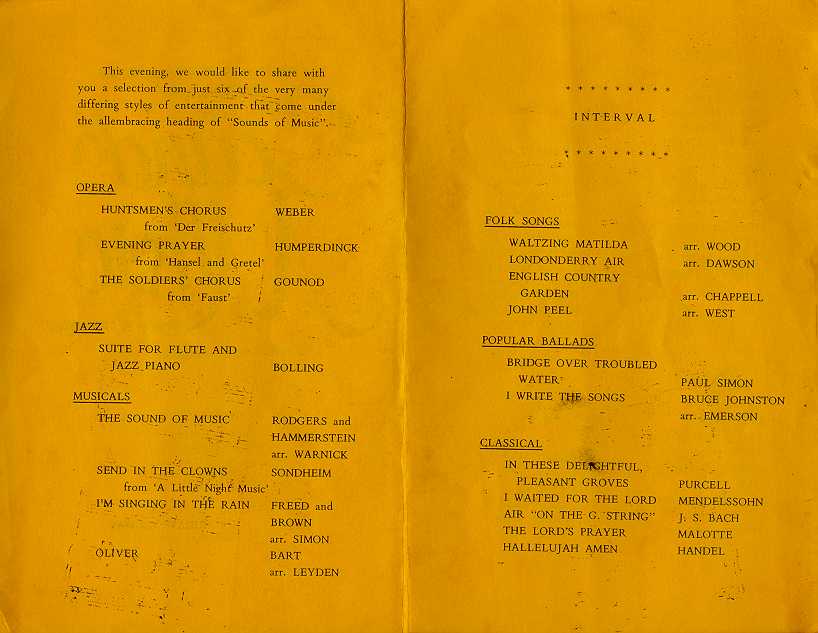 This evening, we would like to share with
you a selection from just six of the very many
differing styles of entertainment that come under
the allembracing heading of "Sounds of Music".
OPERA
HUNTSMEN'S CHORUS WEBER
from 'Der Freischutz'
EVENING PRAYER HUMPERDINCK
from 'Hansel and Gretel'
THE SOLDIERS' CHORUS GOUNOD
from 'Faust'
JAZZ
SUITE FOR FLUTE AND
JAZZ PIANO BOLLING
MUSICALS
THE SOUND OF MUSIC RODGERS and
HAMMERSTEIN
arr. WARNICK
SEND IN THE CLOWNS SONDHEIM
from 'A Little Night Music'
I'M SINGING IN THE RAIN FREED and
BROWN
arr. SIMON
OLIVER BART
arr. LEYDEN
* * * * * * * * *
INTERVAL
* * * * * * * * *
FOLK SONGS
WALTZING MATILDA arr. WOOD
LONDONDERRY AIR arr. DAWSON
ENGLISH COUNTRY
GARDEN arr. CHAPPELL
JOHN PEEL arr. WEST
POPULAR BALLADS
BRIDGE OVER TROUBLED
WATER PAUL SIMON
I WRITE THE SONGS BRUCE JOHNSTON
arr. EMERSON
CLASSICAL
IN THESE DELIGHTFUL,
PLEASANT GROVES PURCELL
I WAITED FOR THE LORD MENDELSSOHN
AIR "ON THE G. STRING" J. S. BACH
THE LORD'S PRAYER MALOTTE
HALLELUJAH AMEN HANDEL